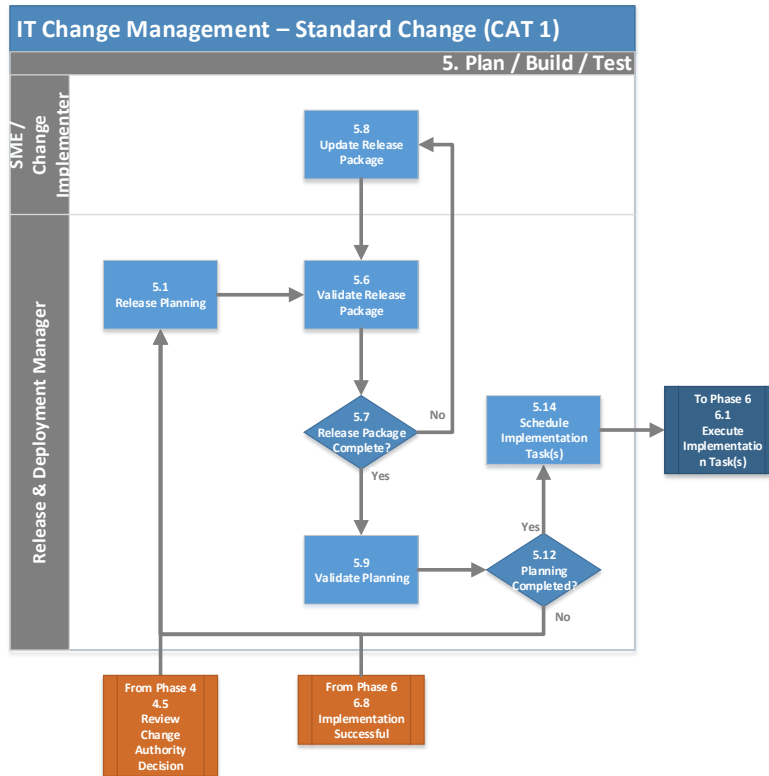 IT Change Management – Standard Change (CAT 1)
5. Plan / Build / Test
SME /
Change
Implementer
5.8
Update Release
Package
5.1
Release Planning
5.6
Validate Release
Package
Release & Deployment Manager
5.7
Release Package
Complete?
No
Yes
5.14
Schedule
Implementation
Task(s)
To Phase 6
6.1
Execute
Implementatio
n Task(s)
5.9
Validate Planning
Yes
5.12
Planning
Completed?
No
From Phase 4
4.5
Review
Change
Authority
Decision
From Phase 6
6.8
Implementation
Successful